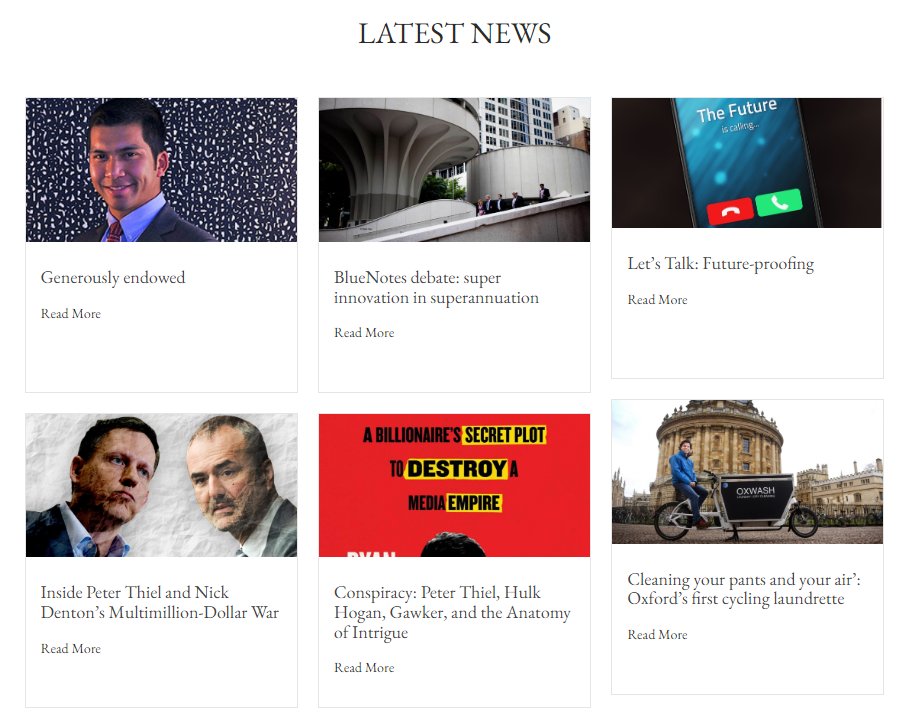 LATEST NEWS
The Future
is calling...
Generously endowed
Read More
BlueNotes debate: super
innovation in superannuation
Read More
Let's Talk: Future-proofing
Read More
A BILLIONAIRE'S SECRET PLOT
TO DESTROY A
MEDIA EMPIRE
RYAN
OXWASH
Inside Peter Thiel and Nick
Denton's Multimillion-Dollar War
Read More
Conspiracy: Peter Thiel, Hulk
Hogan, Gawker, and the Anatomy
of Intrigue
Read More
Cleaning your pants and your air':
Oxford's first cycling laundrette
Read More